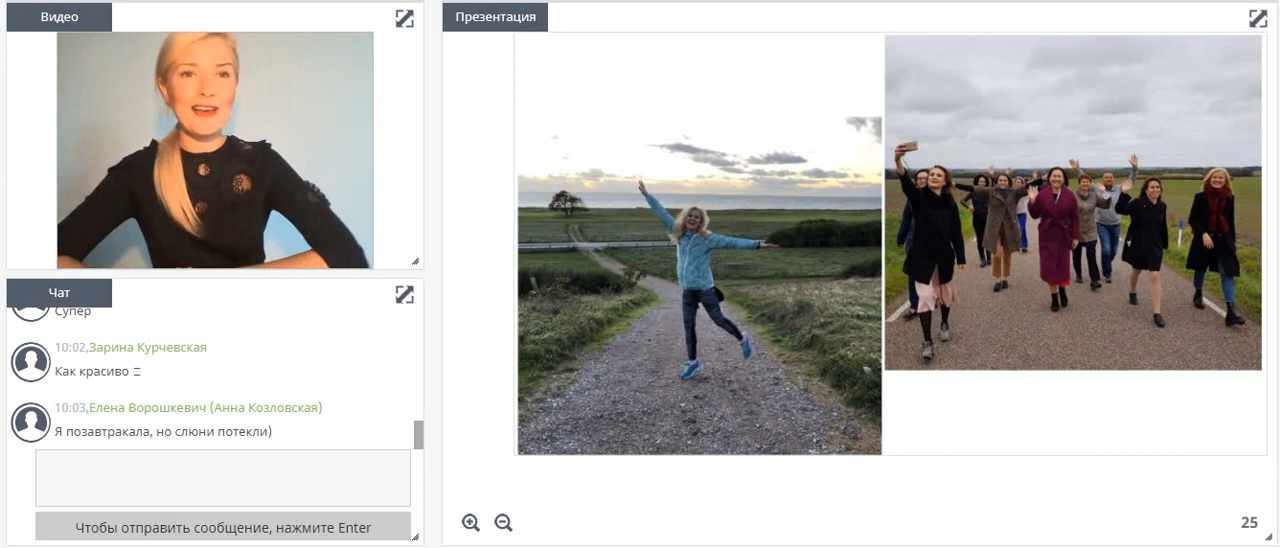 Видео
Презентация
Чат
Супер
10:02,Зарина Курчевская
Как красиво
10:03,Елена Ворошкевич (Анна Козловская)
Я позавтракала, но слюни потекли)
Чтобы отправить сообщение, нажмите Enter
25